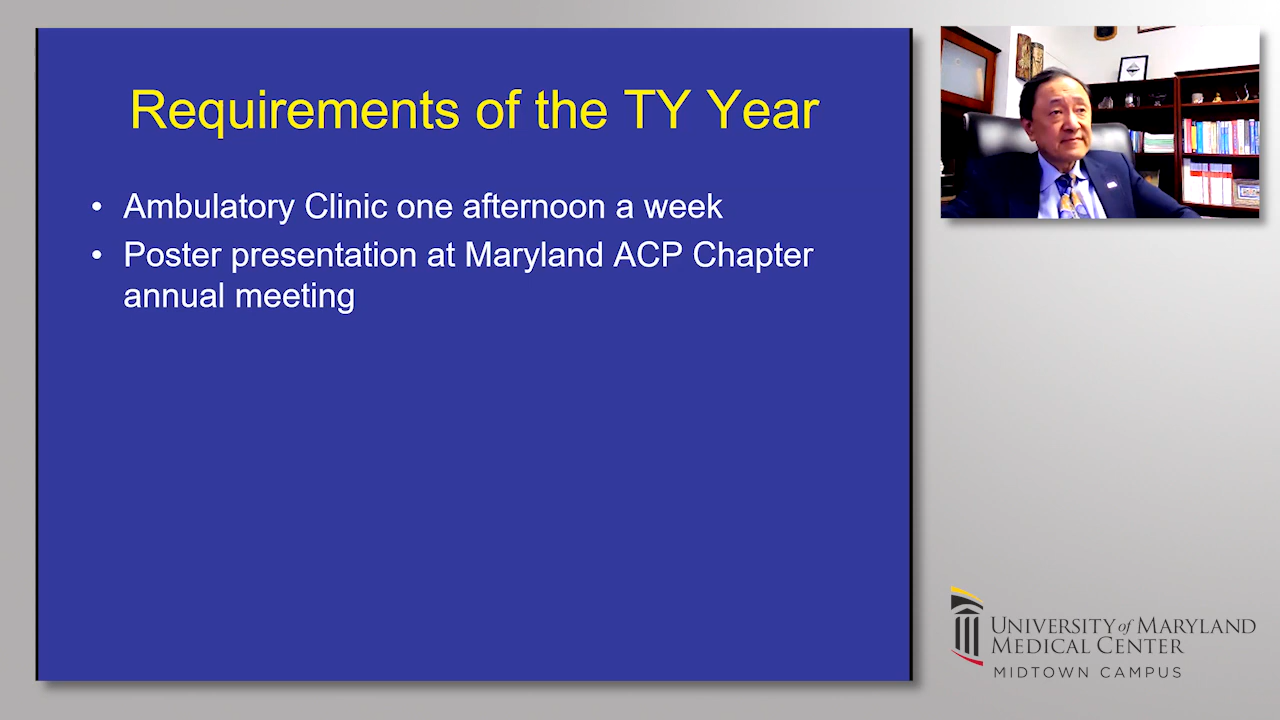 Requirements of the TY Year
• Ambulatory Clinic one afternoon a week
• Poster presentation at Maryland ACP Chapter
annual meeting
UNIVERSITY of MARYLAND
MEDICAL CENTER
MIDTOWN CAMPUS